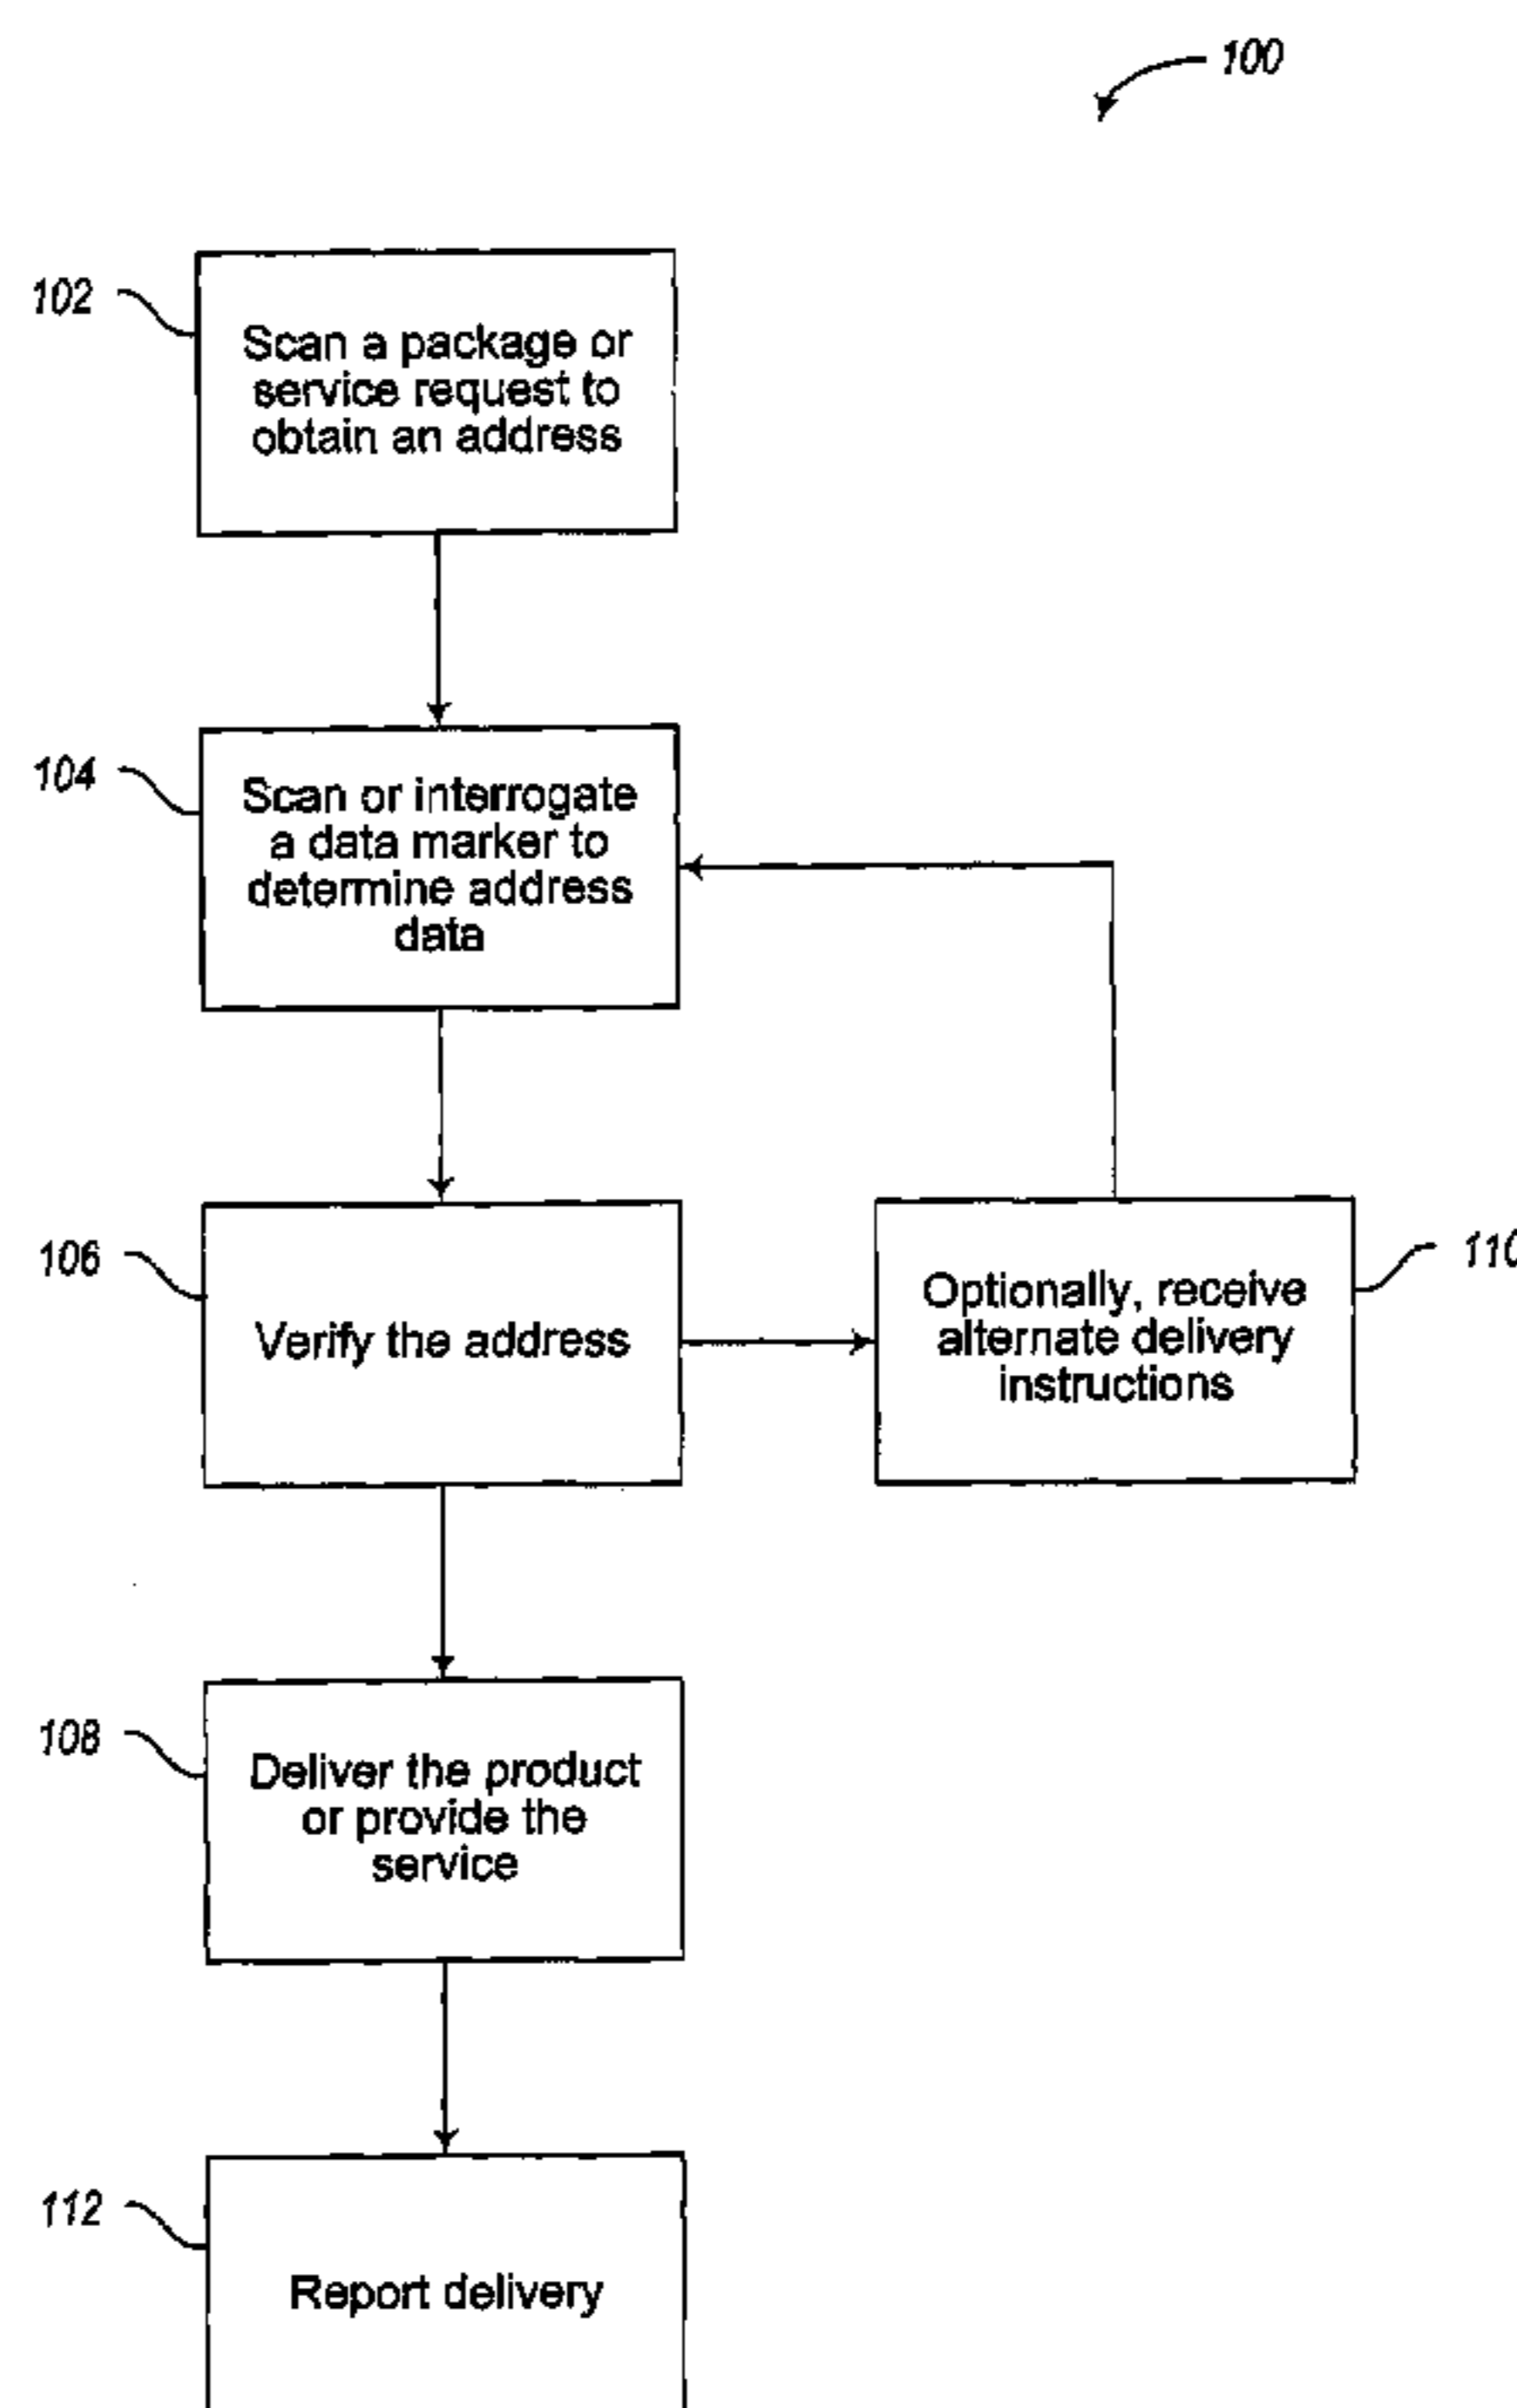 100
102
Scan a package or
service request to
obtain an address
104
Scan or interrogate
a data marker to
determine address
data
106
Verify the address
Optionally, receive
alternate delivery
instructions
110
108
Deliver the product
or provide the
service
112
Report delivery